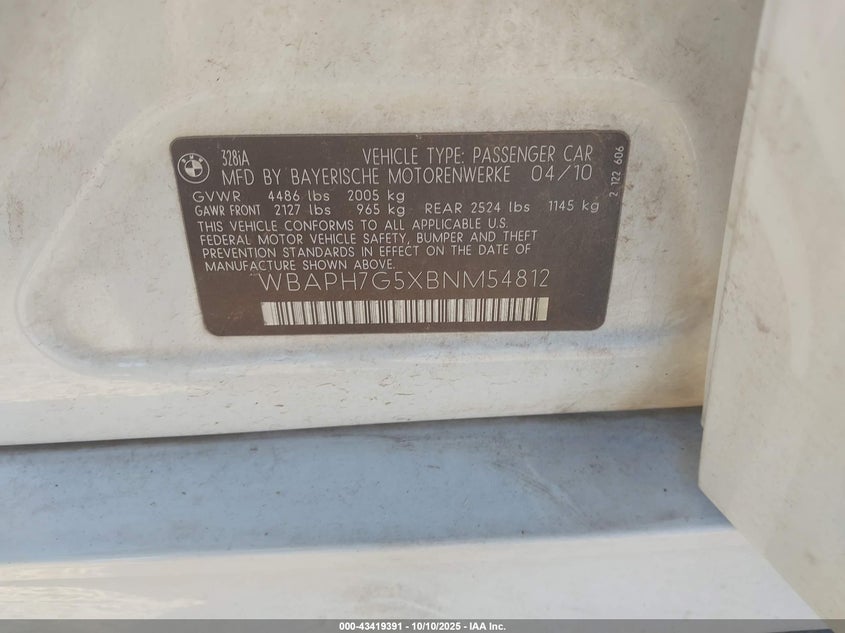 BMW
328iA
VEHICLE TYPE: PASSENGER CAR
MFD BY BAYERISCHE MOTORENWERKE 04/10
GVWR 4486 lbs 2005 kg
GAWR FRONT 2127 lbs 965 kg REAR 2524 lbs 1145 kg
THIS VEHICLE CONFORMS TO ALL APPLICABLE U.S.
FEDERAL MOTOR VEHICLE SAFETY, BUMPER AND THEFT
PREVENTION STANDARDS IN EFFECT ON THE DATE OF
MANUFACTURE SHOWN ABOVE.
WBAPH7G5XBNM54812
2 122 606
000-43419391 - 10/10/2025 - IAA Inc.